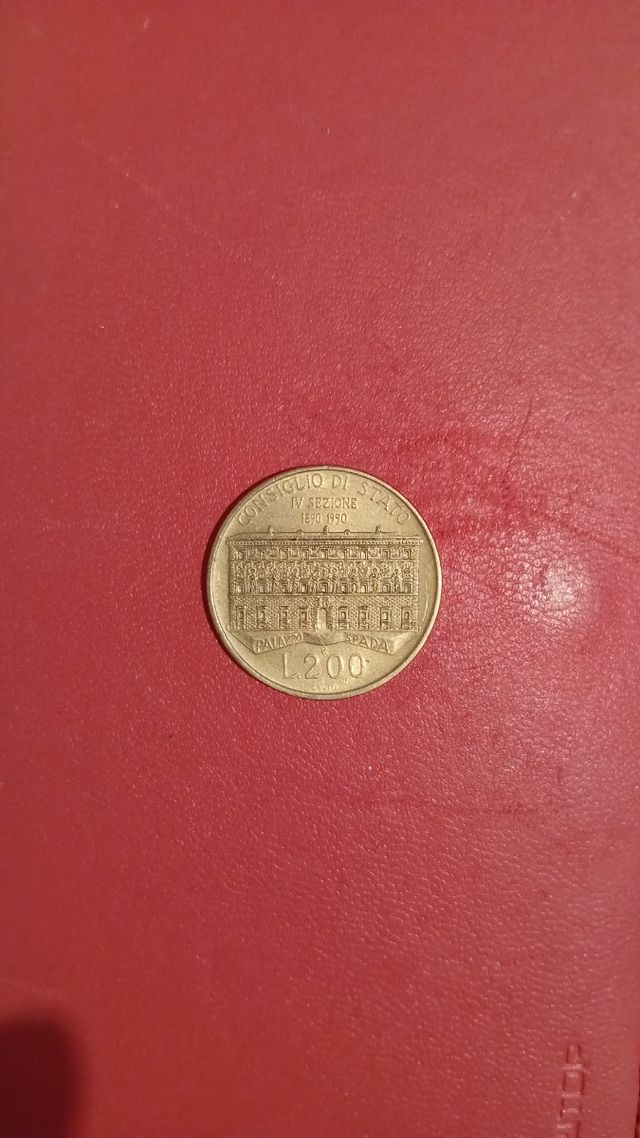 CONSIGLIO DI STATO
IV SEZIONE
1890 1990
PALAZZO SPADA
R
L.200